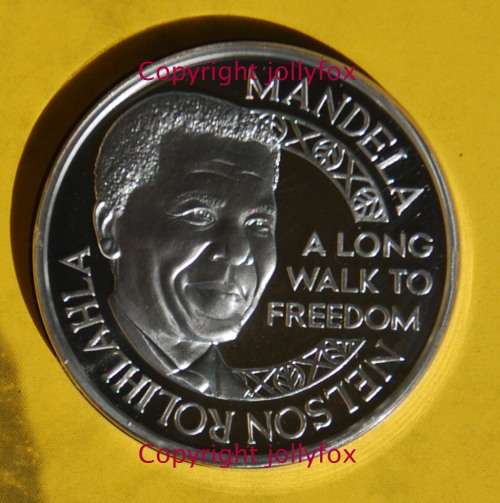 Copyright jollyfox
NELSON ROLIHLAHLA MANDELA
A LONG
WALK TO
FREEDOM
Copyright jollyfox